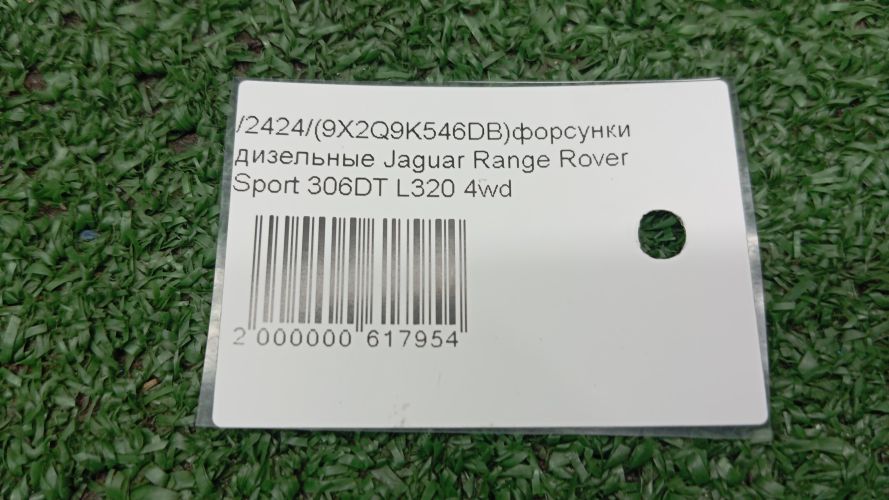 /2424/(9X2Q9K546DB)форсунки
дизельные Jaguar Range Rover
Sport 306DT L320 4wd
2 000000 617954